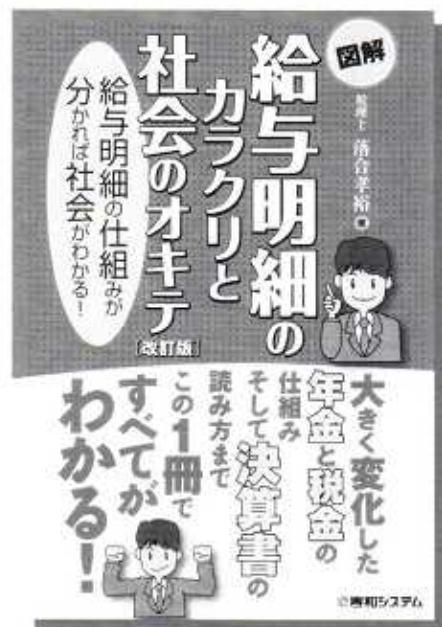 図解
税理士 落合孝裕 著
給与明細の
カラクリと
社会のオキテ
[改訂版]
給与明細の仕組みが
分かれば社会がわかる!
大きく変化した
年金と税金の
仕組み
そして決算書の
読み方まで
この1冊で
すべてが
わかる!
秀和システム